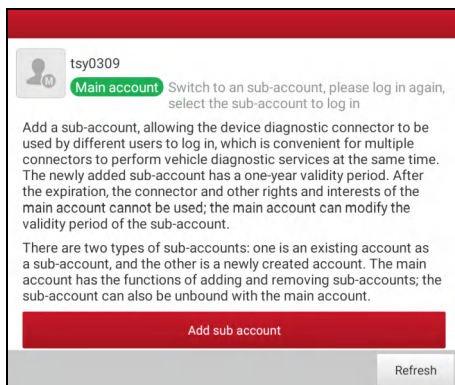 tsy0309
Main account Switch to an sub-account, please log in again,
select the sub-account to log in
Add a sub-account, allowing the device diagnostic connector to be
used by different users to log in, which is convenient for multiple
connectors to perform vehicle diagnostic services at the same time.
The newly added sub-account has a one-year validity period. After
the expiration, the connector and other rights and interests of the
main account cannot be used; the main account can modify the
validity period of the sub-account.
There are two types of sub-accounts: one is an existing account as
a sub-account, and the other is a newly created account. The main
account has the functions of adding and removing sub-accounts; the
sub-account can also be unbound with the main account.
Add sub account
Refresh